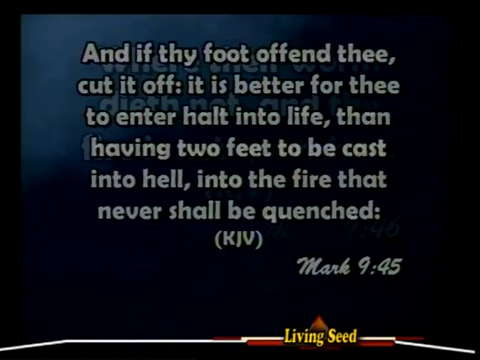 And if thy foot offend thee,
cut it off: it is better for thee
to enter halt into life, than
having two feet to be cast
into hell, into the fire that
never shall be quenched:
(KJV)
Mark 9:45
Living Seed